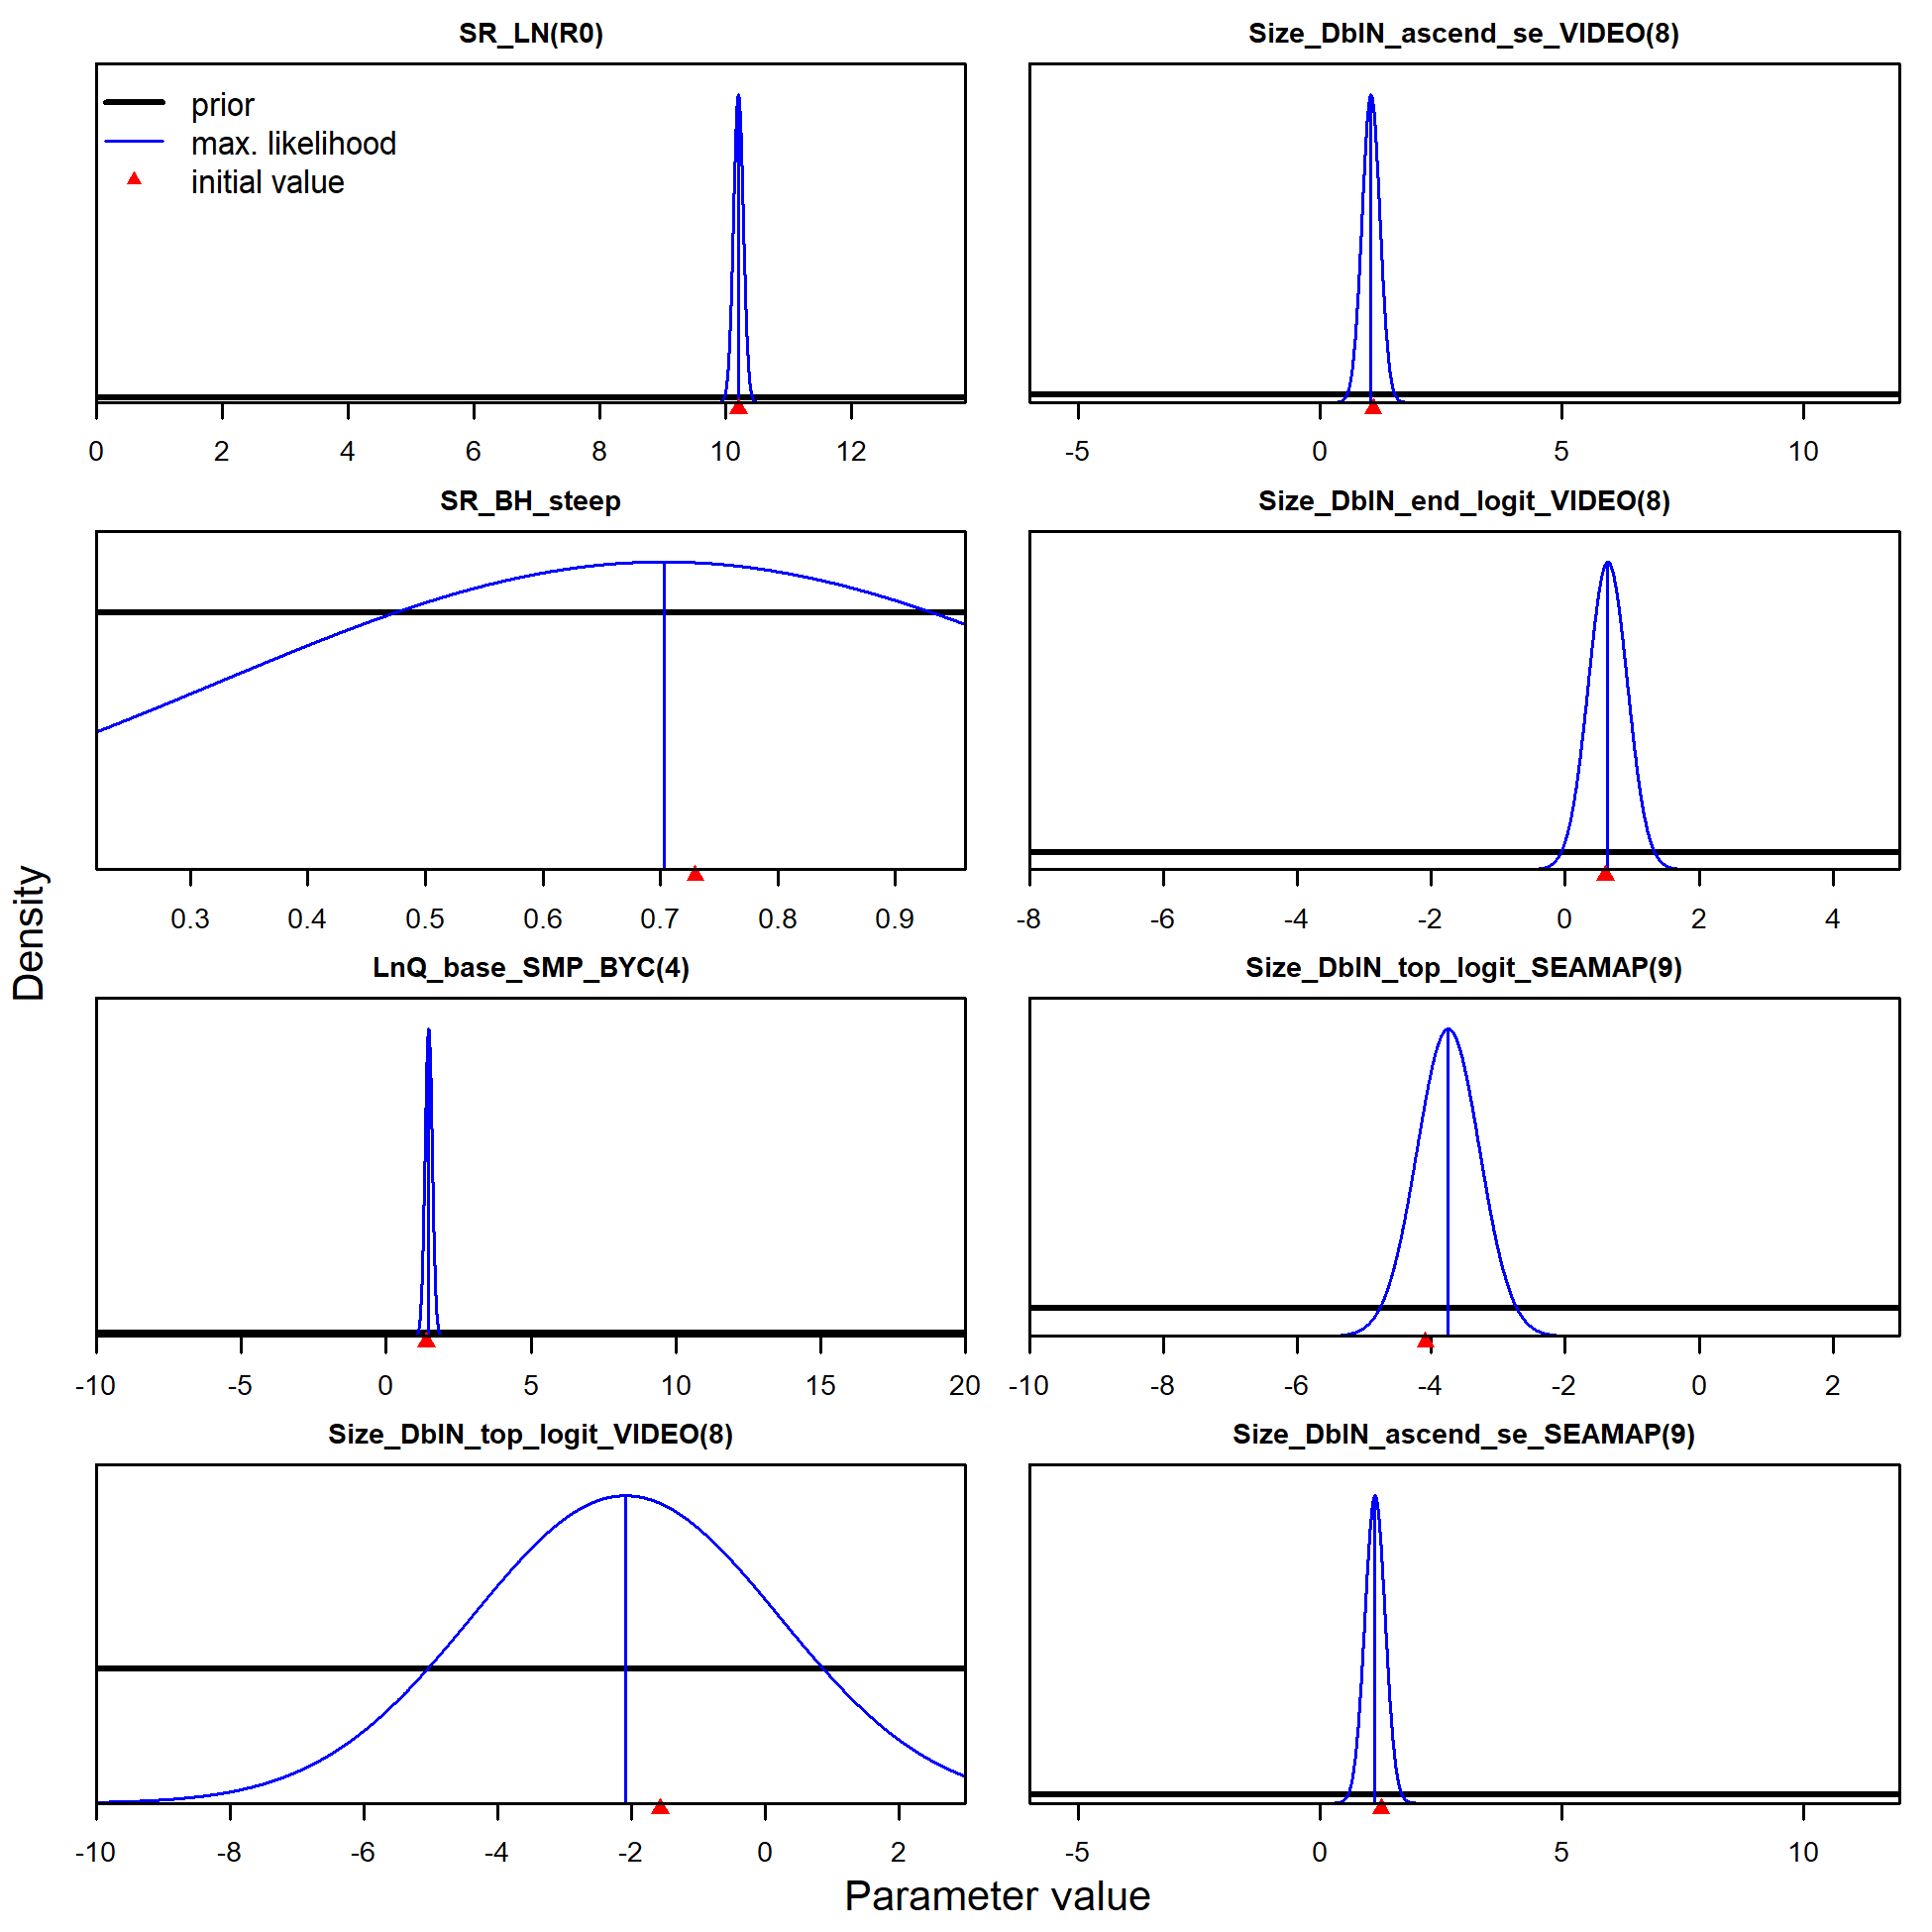 SR_LN(R0)
prior
max. likelihood
initial value
0 2 4 6 8 10 12
Size_DblN_ascend_se_VIDEO(8)
-5 0 5 10
SR_BH_steep
0.3 0.4 0.5 0.6 0.7 0.8 0.9
Size_DblN_end_logit_VIDEO(8)
-8 -6 -4 -2 0 2 4
LnQ_base_SMP_BYC(4)
-10 -5 0 5 10 15 20
Size_DblN_top_logit_SEAMAP(9)
-10 -8 -6 -4 -2 0 2
Size_DblN_top_logit_VIDEO(8)
-10 -8 -6 -4 -2 0 2
Size_DblN_ascend_se_SEAMAP(9)
-5 0 5 10
Density
Parameter value